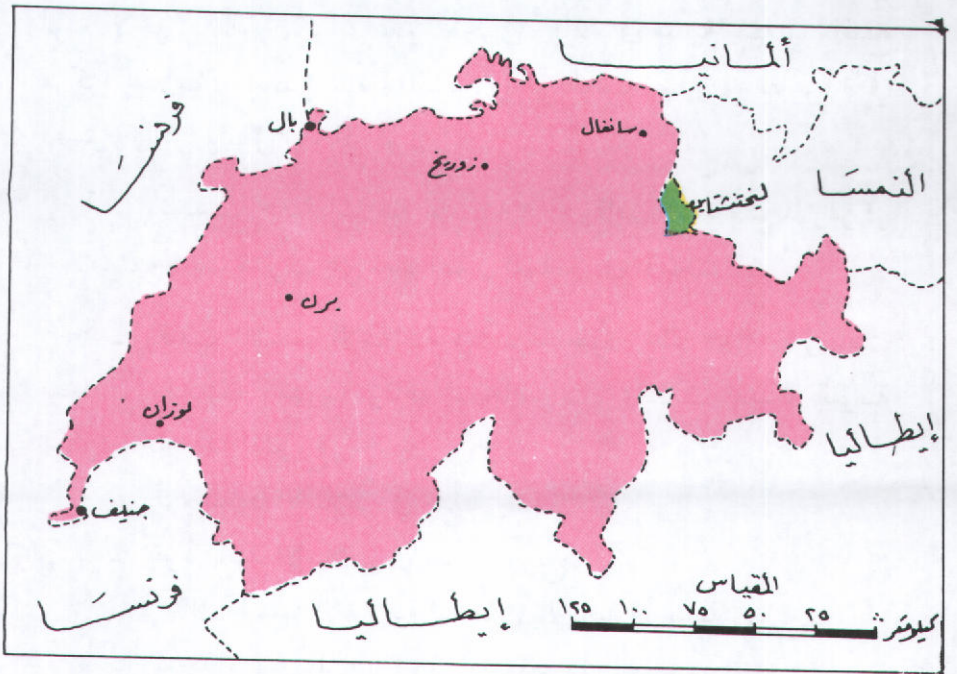 ألمانيا
فرنسا
بال
سانغال
زوريخ
النمسا
ليختنشتاين
برن
لوزان
إيطاليا
جنيف
فرنسا
إيطاليا
المقياس
كيلومتر ٢٥ ٥٠ ٧٥ ١٠٠ ١٢٥